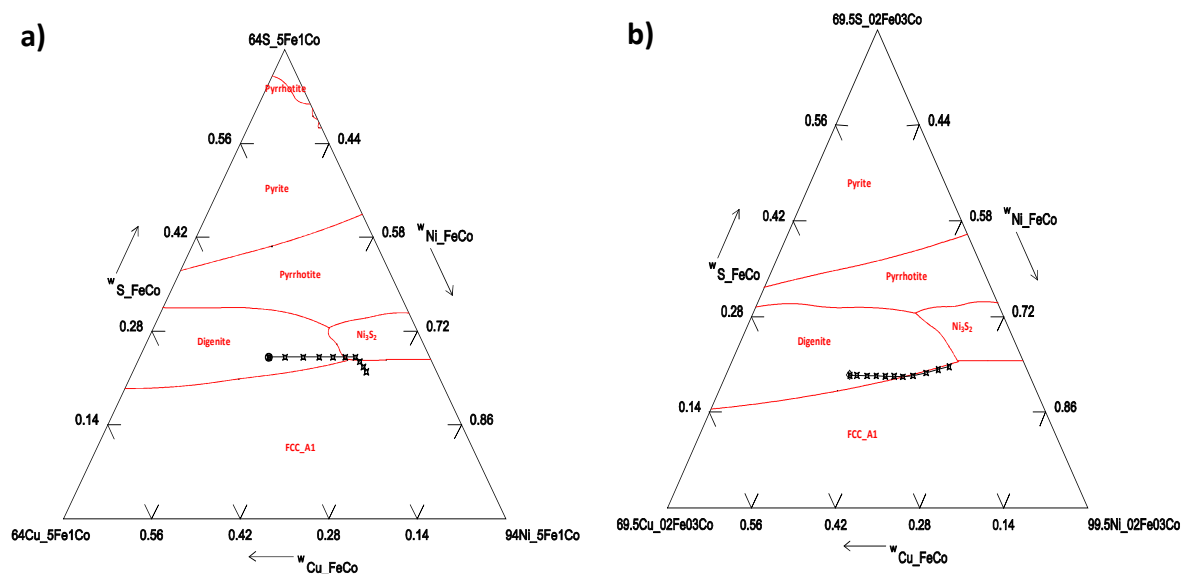 a)
64S_5Fe1Co
Pyrrhotite
0.56
0.44
Pyrite
0.42
0.58
wNi_FeCo
wS_FeCo
Pyrrhotite
0.28
0.72
Digenite
Ni₃S₂
0.14
0.86
FCC_A1
64Cu_5Fe1Co
0.56
0.42
0.28
0.14
94Ni_5Fe1Co
wCu_FeCo
b)
69.5S_02Fe03Co
0.56
0.44
Pyrite
0.42
0.58
wNi_FeCo
wS_FeCo
Pyrrhotite
0.28
0.72
Digenite
Ni₃S₂
0.14
0.86
FCC_A1
69.5Cu_02Fe03Co
0.56
0.42
0.28
0.14
99.5Ni_02Fe03Co
wCu_FeCo